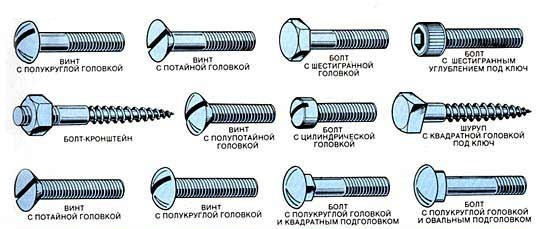 ВИНТ
С ПОЛУКРУГЛОЙ ГОЛОВКОЙ
ВИНТ
С ПОТАЙНОЙ ГОЛОВКОЙ
БОЛТ
С ШЕСТИГРАННОЙ
ГОЛОВКОЙ
БОЛТ
С ШЕСТИГРАННЫМ
УГЛУБЛЕНИЕМ ПОД КЛЮЧ
БОЛТ-КРОНШТЕЙН
ВИНТ
С ПОЛУПОТАЙНОЙ
ГОЛОВКОЙ
БОЛТ
С ЦИЛИНДРИЧЕСКОЙ
ГОЛОВКОЙ
ШУРУП
С КВАДРАТНОЙ ГОЛОВКОЙ
ПОД КЛЮЧ
ВИНТ
С ПОТАЙНОЙ ГОЛОВКОЙ
ВИНТ
С ПОЛУКРУГЛОЙ ГОЛОВКОЙ
БОЛТ
С ПОЛУКРУГЛОЙ ГОЛОВКОЙ
И КВАДРАТНЫМ ПОДГОЛОВКОМ
БОЛТ
С ПОЛУКРУГЛОЙ ГОЛОВКОЙ
И ОВАЛЬНЫМ ПОДГОЛОВКОМ